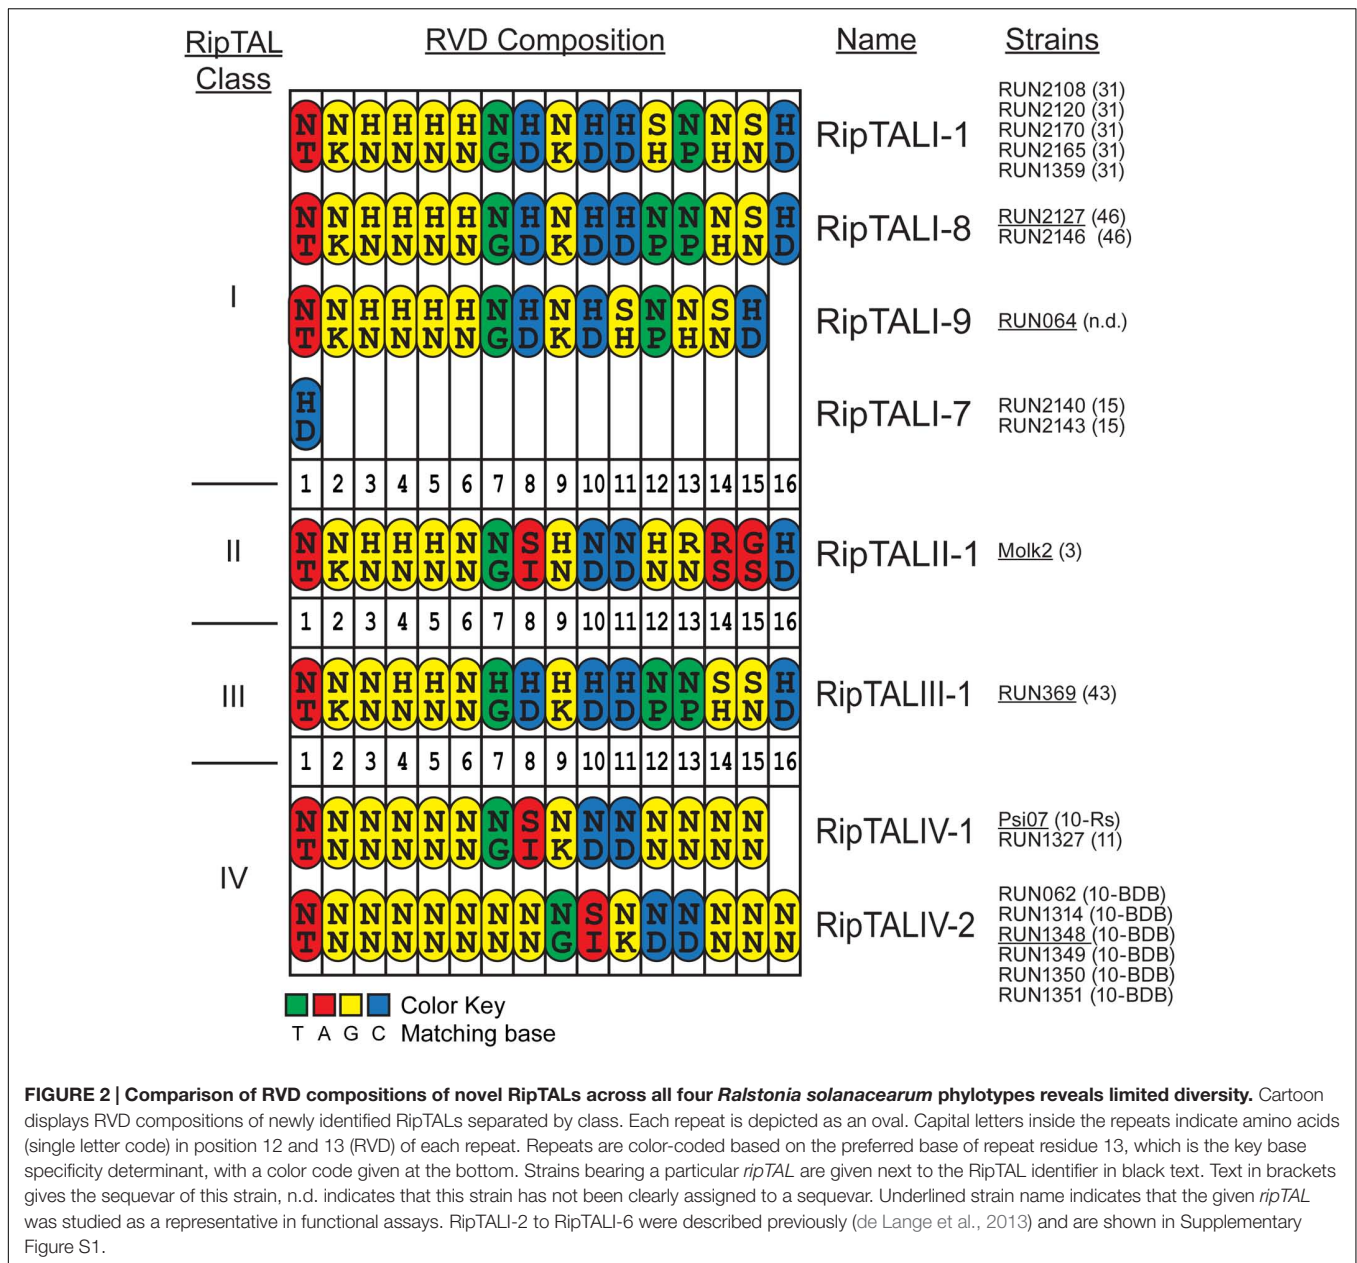 RipTAL
Class
RVD Composition
Name
Strains
I
N N H H H H N H N H H S N N S H
T K N N N N G D K D D H P H N D
RipTALI-1
RUN2108 (31)
RUN2120 (31)
RUN2170 (31)
RUN2165 (31)
RUN1359 (31)
N N H H H H N H N H H N N N S H
T K N N N N G D K D D P P H N D
RipTALI-8
RUN2127 (46)
RUN2146 (46)
N N H H H H N H N H S N N S H
T K N N N N G D K D H P H N D
RipTALI-9
RUN064 (n.d.)
H
D
RipTALI-7
RUN2140 (15)
RUN2143 (15)
1 2 3 4 5 6 7 8 9 10 11 12 13 14 15 16
II
N N H H H N N S H N N H R R G H
T K N N N N G I N D D N N S S D
RipTALII-1
Molk2 (3)
1 2 3 4 5 6 7 8 9 10 11 12 13 14 15 16
III
N N N H H N H H H H H N N S S H
T K N N N N G D K D D P P H N D
RipTALIII-1
RUN369 (43)
1 2 3 4 5 6 7 8 9 10 11 12 13 14 15 16
IV
N N N N N N N S N N N N N N N
T N N N N N G I K D D N N N N
RipTALIV-1
Psi07 (10-Rs)
RUN1327 (11)
N N N N N N N N N S N N N N N N
T N N N N N N N G I K D D N N N
RipTALIV-2
RUN062 (10-BDB)
RUN1314 (10-BDB)
RUN1348 (10-BDB)
RUN1349 (10-BDB)
RUN1350 (10-BDB)
RUN1351 (10-BDB)
Color Key
T A G C Matching base
FIGURE 2 | Comparison of RVD compositions of novel RipTALs across all four Ralstonia solanacearum phylotypes reveals limited diversity. Cartoon
displays RVD compositions of newly identified RipTALs separated by class. Each repeat is depicted as an oval. Capital letters inside the repeats indicate amino acids
(single letter code) in position 12 and 13 (RVD) of each repeat. Repeats are color-coded based on the preferred base of repeat residue 13, which is the key base
specificity determinant, with a color code given at the bottom. Strains bearing a particular ripTAL are given next to the RipTAL identifier in black text. Text in brackets
gives the sequevar of this strain, n.d. indicates that this strain has not been clearly assigned to a sequevar. Underlined strain name indicates that the given ripTAL
was studied as a representative in functional assays. RipTALI-2 to RipTALI-6 were described previously (de Lange et al., 2013) and are shown in Supplementary
Figure S1.